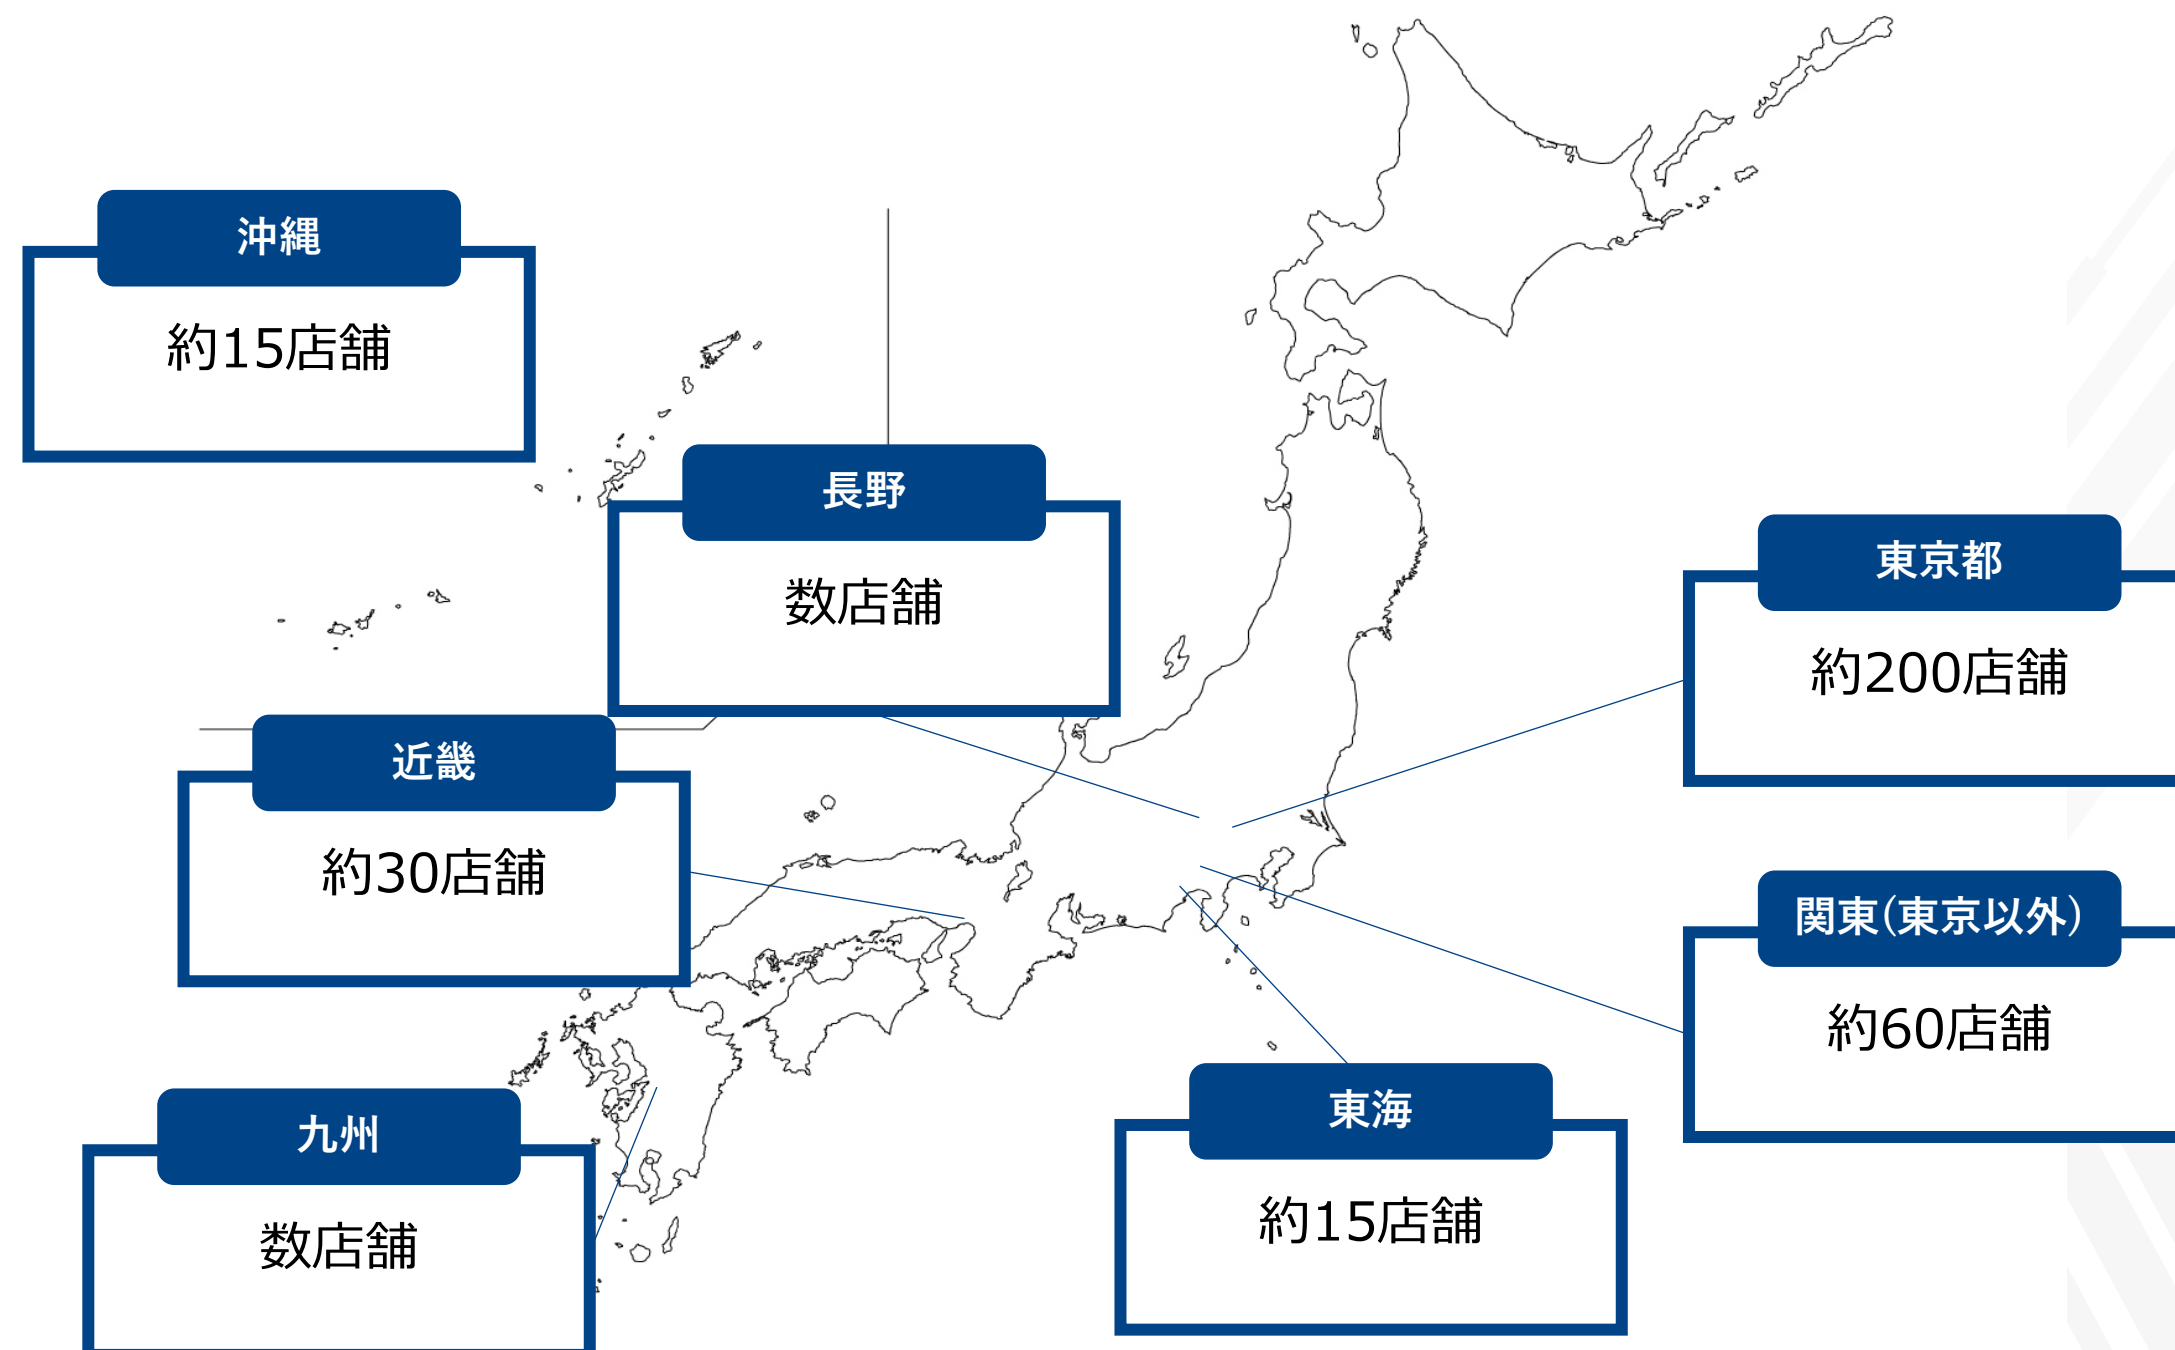 沖縄
約15店舗
長野
数店舗
東京都
約200店舗
近畿
約30店舗
関東(東京以外)
約60店舗
九州
数店舗
東海
約15店舗